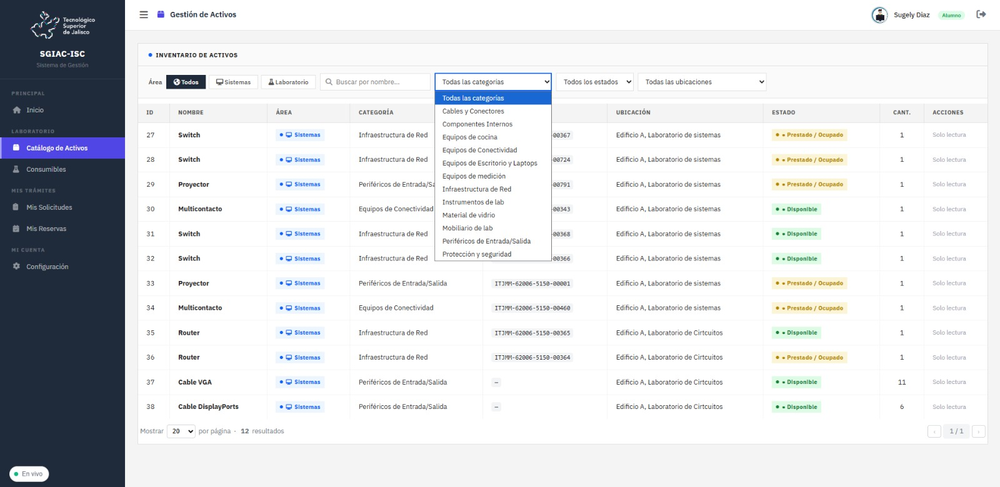 Tecnológico
Superior
de Jalisco
SGIAC-ISC
Sistema de Gestión
PRINCIPAL
Inicio
LABORATORIO
Catálogo de Activos
Consumibles
MIS TRÁMITES
Mis Solicitudes
Mis Reservas
MI CUENTA
Configuración
En vivo
Gestión de Activos
Sugely Diaz Alumno
INVENTARIO DE ACTIVOS
Área Todos Sistemas Laboratorio Buscar por nombre... Todas las categorías Todos los estados Todas las ubicaciones
Todas las categorías
Cables y Conectores
Componentes Internos
Equipos de cocina
Equipos de Conectividad
Equipos de Escritorio y Laptops
Equipos de medición
Infraestructura de Red
Instrumentos de lab
Material de vidrio
Mobiliario de lab
Periféricos de Entrada/Salida
Protección y seguridad
ID NOMBRE ÁREA CATEGORÍA UBICACIÓN ESTADO CANT. ACCIONES
27 Switch Sistemas Infraestructura de Red -00367 Edificio A, Laboratorio de sistemas Prestado / Ocupado 1 Solo lectura
28 Switch Sistemas Infraestructura de Red -00724 Edificio A, Laboratorio de sistemas Prestado / Ocupado 1 Solo lectura
29 Proyector Sistemas Periféricos de Entrada/Sa -00791 Edificio A, Laboratorio de sistemas Prestado / Ocupado 1 Solo lectura
30 Multicontacto Sistemas Equipos de Conectividad -00343 Edificio A, Laboratorio de sistemas Disponible 1 Solo lectura
31 Switch Sistemas Infraestructura de Red -00368 Edificio A, Laboratorio de sistemas Disponible 1 Solo lectura
32 Switch Sistemas Infraestructura de Red -00366 Edificio A, Laboratorio de sistemas Disponible 1 Solo lectura
33 Proyector Sistemas Periféricos de Entrada/Salida ITJMM-62006-5150-00001 Edificio A, Laboratorio de sistemas Prestado / Ocupado 1 Solo lectura
34 Multicontacto Sistemas Equipos de Conectividad ITJMM-62006-5150-00460 Edificio A, Laboratorio de sistemas Prestado / Ocupado 1 Solo lectura
35 Router Sistemas Infraestructura de Red ITJMM-62006-5150-00365 Edificio A, Laboratorio de Cirtcuitos Disponible 1 Solo lectura
36 Router Sistemas Infraestructura de Red ITJMM-62006-5150-00364 Edificio A, Laboratorio de Cirtcuitos Prestado / Ocupado 1 Solo lectura
37 Cable VGA Sistemas Periféricos de Entrada/Salida — Edificio A, Laboratorio de Cirtcuitos Disponible 11 Solo lectura
38 Cable DisplayPorts Sistemas Periféricos de Entrada/Salida — Edificio A, Laboratorio de Cirtcuitos Disponible 6 Solo lectura
Mostrar 20 por página · 12 resultados ‹ 1 / 1 ›